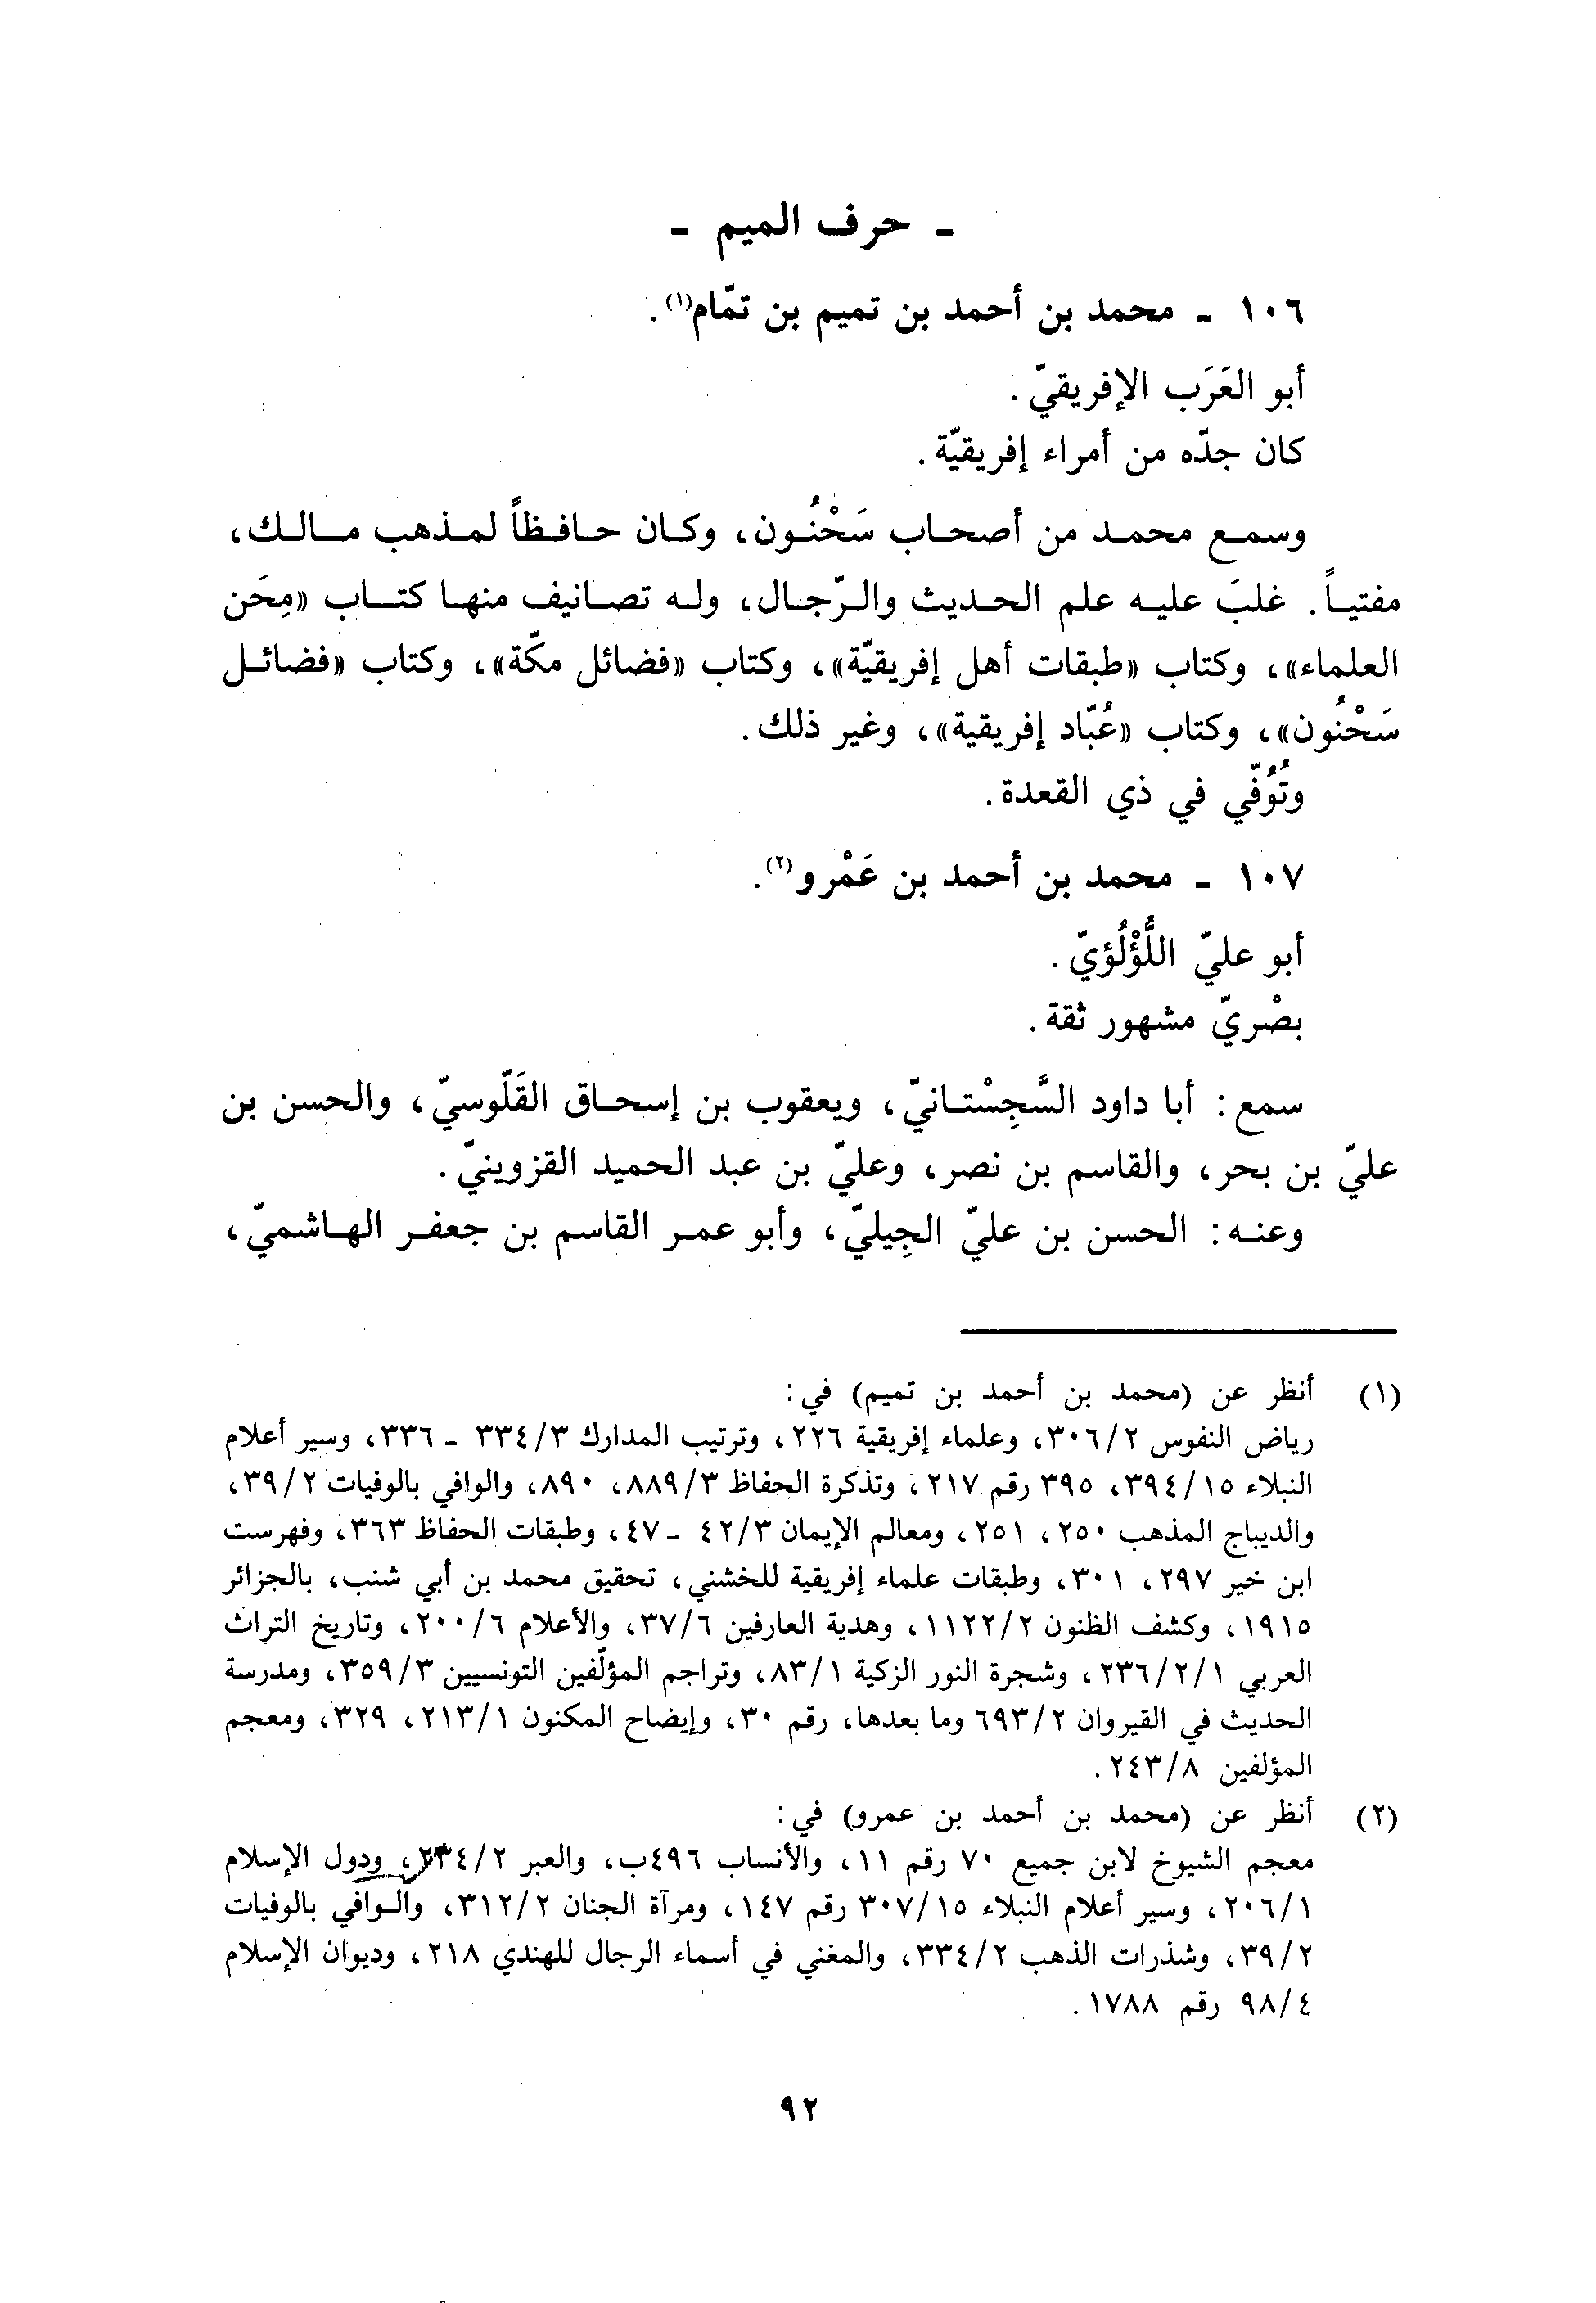 - حرف الميم -
١٠٦ - محمد بن أحمد بن تميم بن تمّام(١).
أبو العَرَب الإفريقيّ.
كان جدّه من أمراء إفريقيّة.
وسمع محمد من أصحاب سَحْنُون، وكان حافظاً لمذهب مالك،
مفتياً. غلبَ عليه علم الحديث والرّجال، وله تصانيف منها كتاب «مِحَن
العلماء»، وكتاب «طبقات أهل إفريقيّة»، وكتاب «فضائل مكّة»، وكتاب «فضائل
سَحْنُون»، وكتاب «عُبّاد إفريقية»، وغير ذلك.
وتُوُفّي في ذي القعدة.
١٠٧ - محمد بن أحمد بن عَمْرو(٢).
أبو عليّ اللُّؤْلُؤيّ.
بصْريّ مشهور ثقة.
سمع: أبا داود السَّجِسْتانيّ، ويعقوب بن إسحاق القَلّوسيّ، والحسن بن
عليّ بن بحر، والقاسم بن نصر، وعليّ بن عبد الحميد القزوينيّ.
وعنه: الحسن بن عليّ الجِيليّ، وأبو عمر القاسم بن جعفر الهاشميّ،
(١) أنظر عن (محمد بن أحمد بن تميم) في:
رياض النفوس ٣٠٦/٢، وعلماء إفريقية ٢٢٦، وترتيب المدارك ٣٣٤/٣ - ٣٣٦، وسير أعلام
النبلاء ٣٩٤/١٥، ٣٩٥ رقم ٢١٧، وتذكرة الحفاظ ٨٨٩/٣، ٨٩٠، والوافي بالوفيات ٣٩/٢،
والديباج المذهب ٢٥٠، ٢٥١، ومعالم الإيمان ٤٢/٣ - ٤٧، وطبقات الحفاظ ٣٦٣، وفهرست
ابن خير ٢٩٧، ٣٠١، وطبقات علماء إفريقية للخشني، تحقيق محمد بن أبي شنب، بالجزائر
١٩١٥، وكشف الظنون ١١٢٢/٢، وهدية العارفين ٣٧/٦، والأعلام ٢٠٠/٦، وتاريخ التراث
العربي ٢٣٦/٢/١، وشجرة النور الزكية ٨٣/١، وتراجم المؤلّفين التونسيين ٣٥٩/٣، ومدرسة
الحديث في القيروان ٦٩٣/٢ وما بعدها، رقم ٣٠، وإيضاح المكنون ٢١٣/١، ٣٢٩، ومعجم
المؤلفين ٢٤٣/٨.
(٢) أنظر عن (محمد بن أحمد بن عمرو) في:
معجم الشيوخ لابن جميع ٧٠ رقم ١١، والأنساب ٤٩٦ب، والعبر ٢٣٤/٢، ودول الإسلام
٢٠٦/١، وسير أعلام النبلاء ٣٠٧/١٥ رقم ١٤٧، ومرآة الجنان ٣١٢/٢، والوافي بالوفيات
٣٩/٢، وشذرات الذهب ٣٣٤/٢، والمغني في أسماء الرجال للهندي ٢١٨، وديوان الإسلام
٩٨/٤ رقم ١٧٨٨.
٩٢